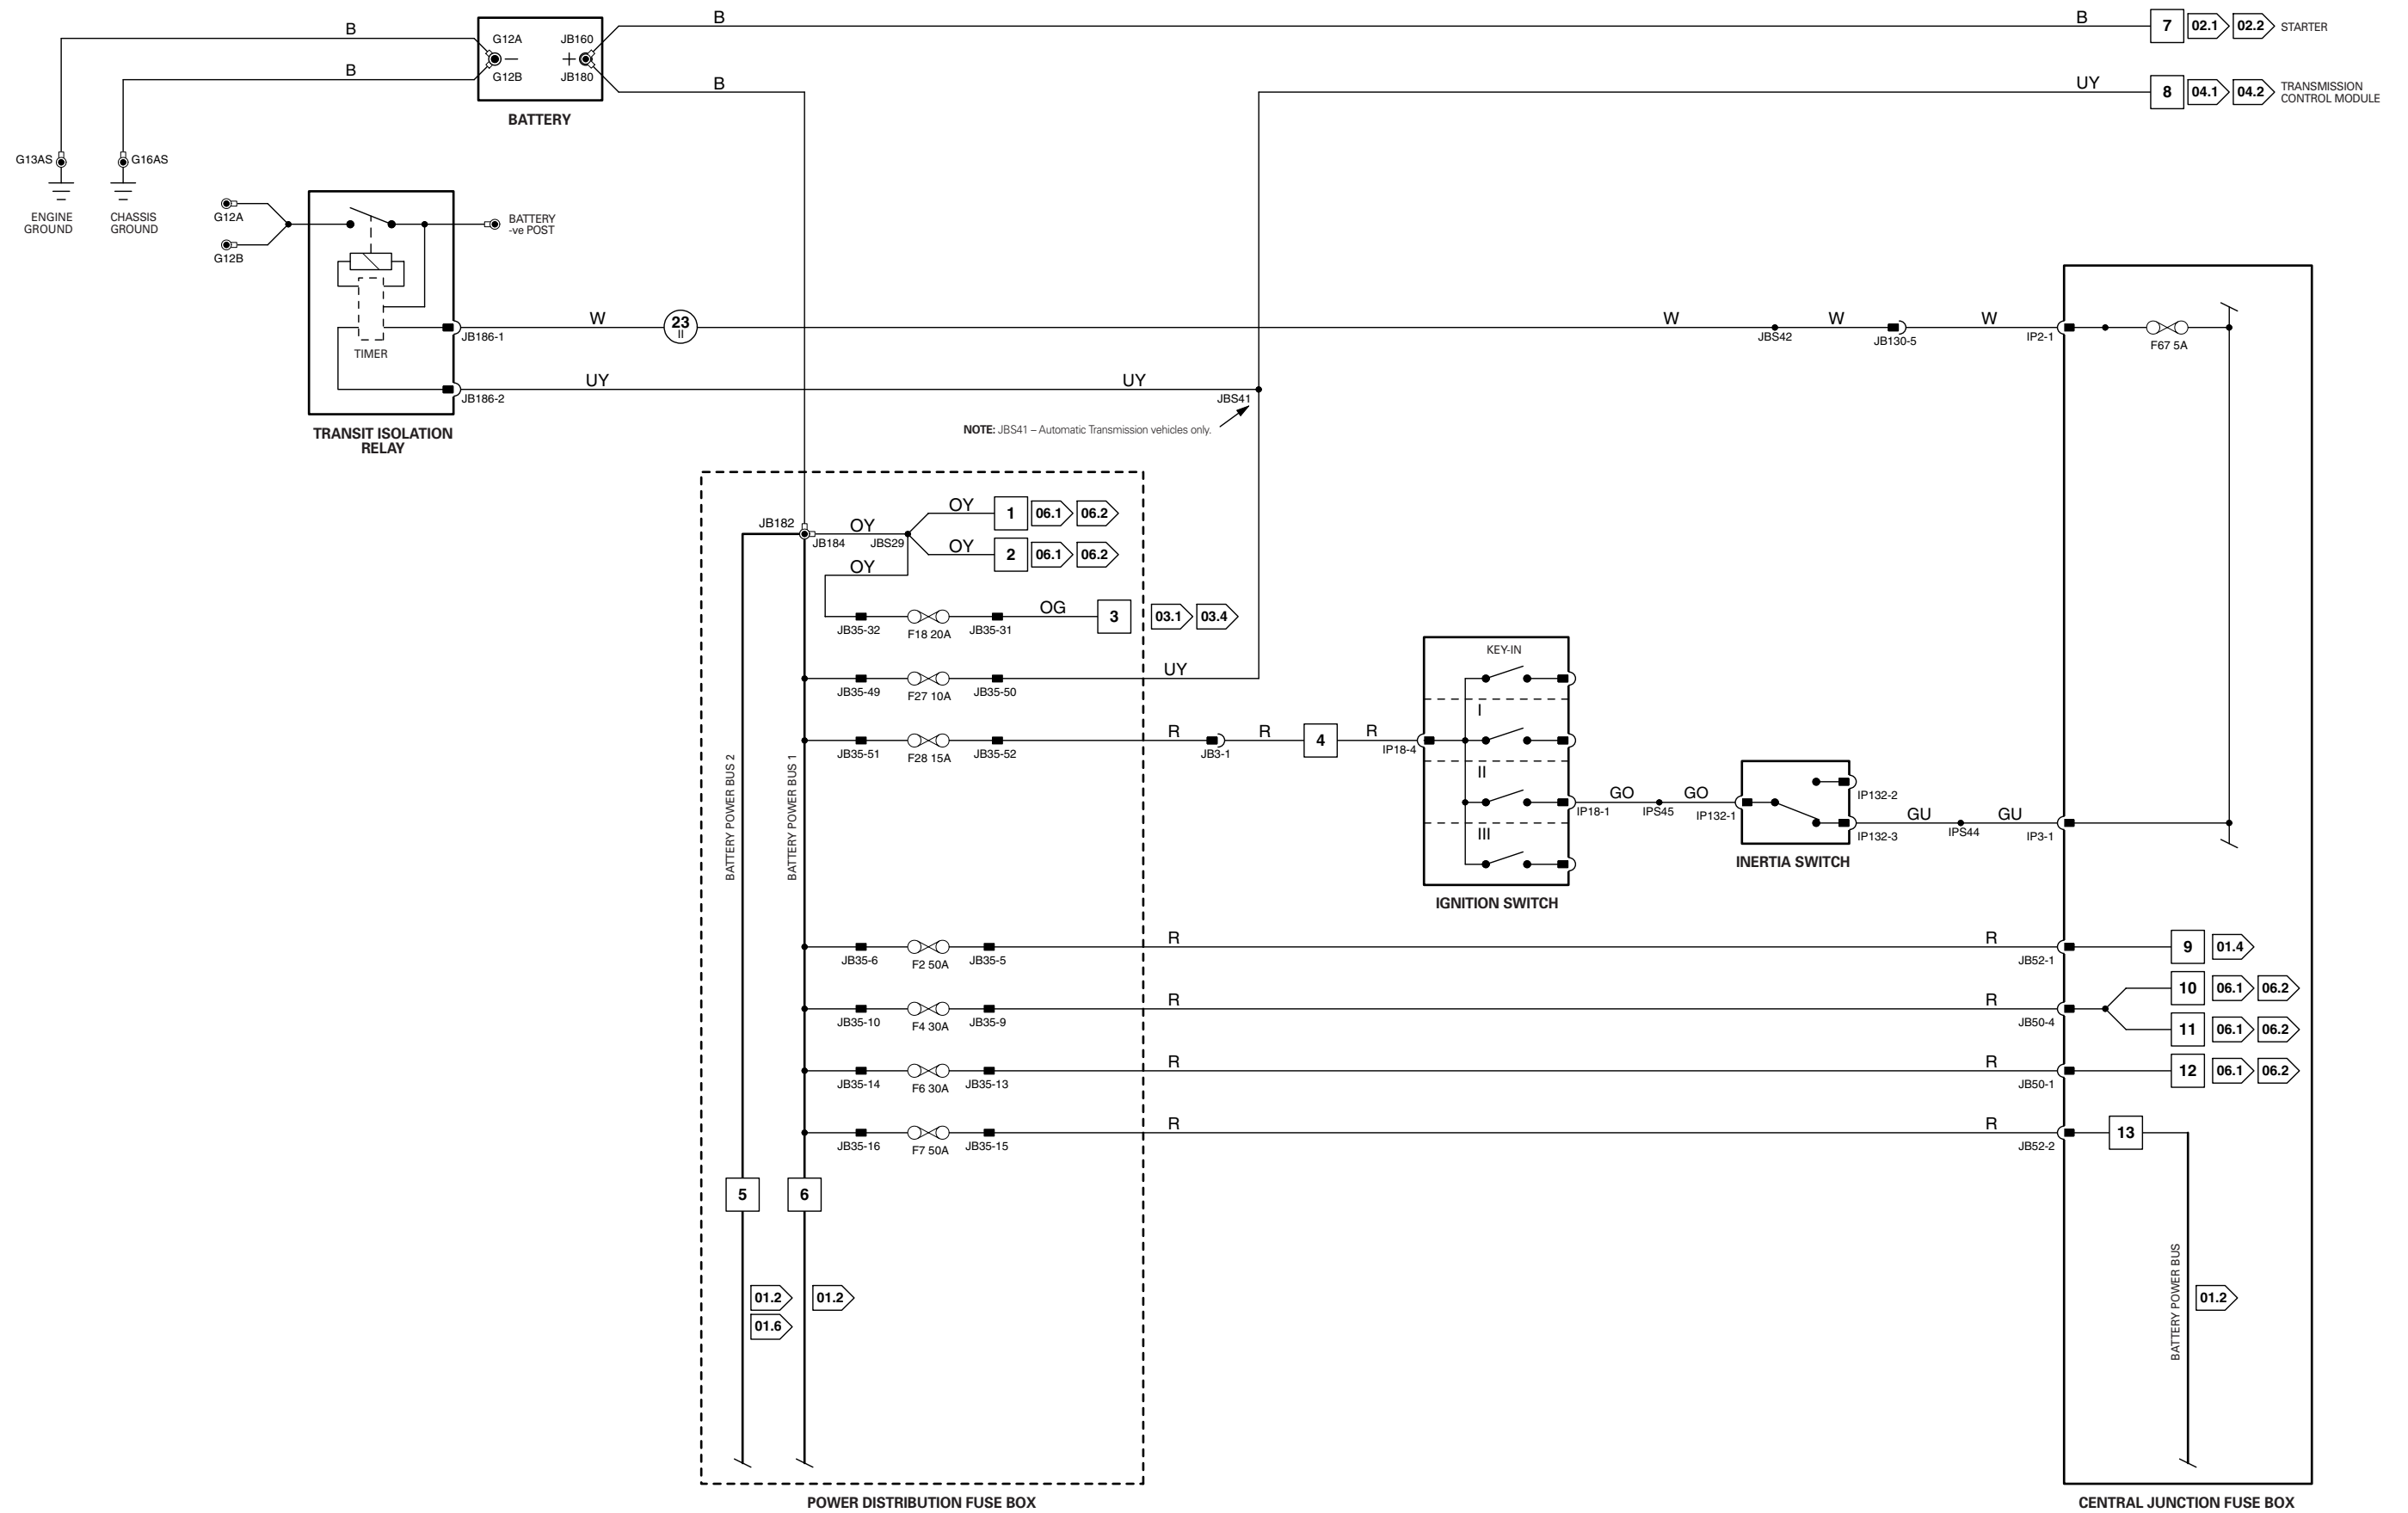 B
B
7
02.1
02.2
STARTER
B
G12A
JB160
B
G12B
JB180
B
BATTERY
UY
8
04.1
04.2
TRANSMISSION
CONTROL MODULE
G13AS
G16AS
ENGINE
GROUND
CHASSIS
GROUND
G12A
G12B
BATTERY
-ve POST
TIMER
JB186-1
JB186-2
TRANSIT ISOLATION
RELAY
W
23
II
W
JBS42
W
JB130-5
W
IP2-1
F67 5A
UY
UY
JBS41
NOTE: JBS41 – Automatic Transmission vehicles only.
JB182
JB184
OY
JBS29
OY
1
06.1
06.2
OY
2
06.1
06.2
OY
JB35-32
F18 20A
JB35-31
OG
3
03.1
03.4
JB35-49
F27 10A
JB35-50
UY
JB35-51
F28 15A
JB35-52
R
JB3-1
R
4
R
IP18-4
KEY-IN
I
II
III
IGNITION SWITCH
IP18-1
GO
IPS45
GO
IP132-1
IP132-2
IP132-3
INERTIA SWITCH
GU
IPS44
GU
IP3-1
BATTERY POWER BUS 2
BATTERY POWER BUS 1
JB35-6
F2 50A
JB35-5
R
R
JB52-1
9
01.4
JB35-10
F4 30A
JB35-9
R
R
JB50-4
10
06.1
06.2
11
06.1
06.2
JB35-14
F6 30A
JB35-13
R
R
JB50-1
12
06.1
06.2
JB35-16
F7 50A
JB35-15
R
R
JB52-2
13
5
6
01.2
01.6
01.2
BATTERY POWER BUS
01.2
POWER DISTRIBUTION FUSE BOX
CENTRAL JUNCTION FUSE BOX